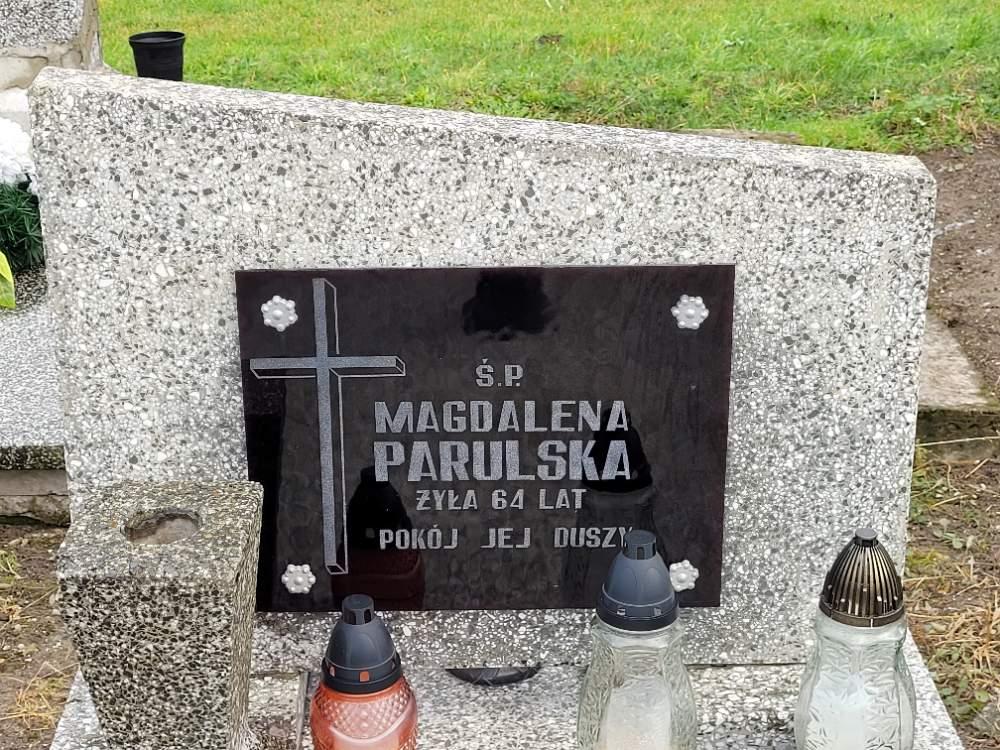 Ś.P.
MAGDALENA
PARULSKA
ŻYŁA 64 LAT
POKÓJ JEJ DUSZY